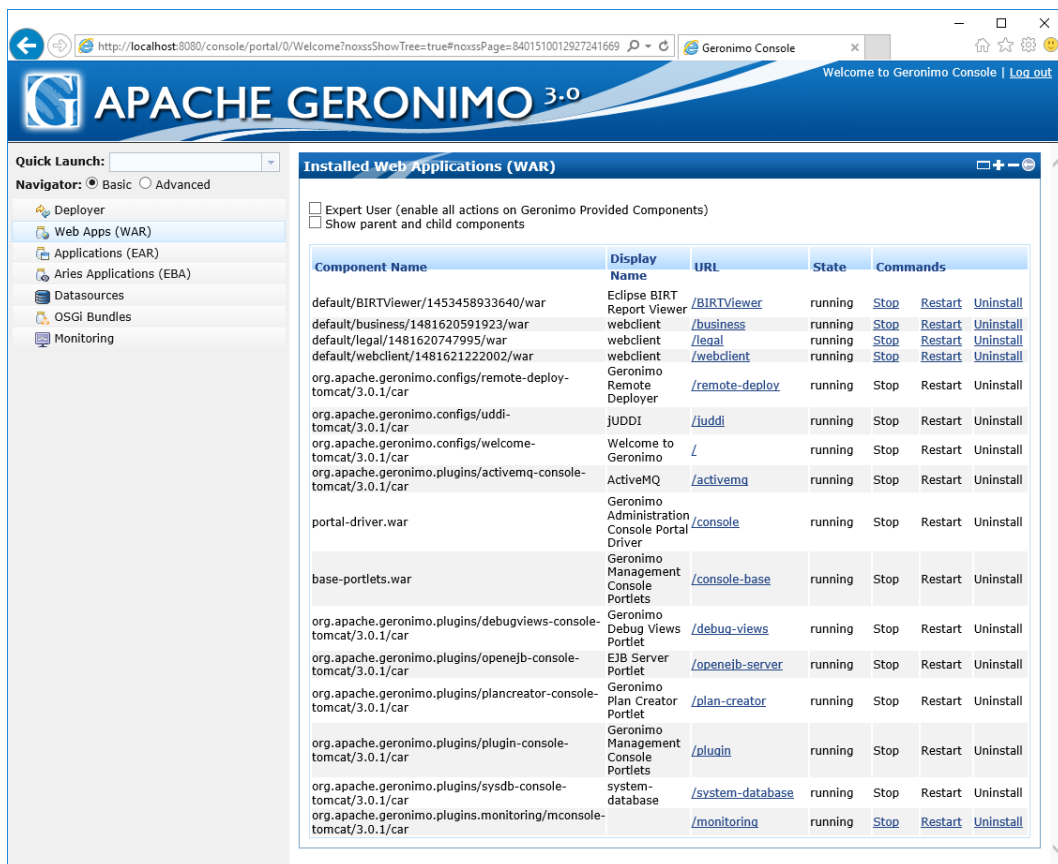 http://localhost:8080/console/portal/0/Welcome?noxssShowTree=true#noxssPage=8401510012927241669
Geronimo Console
Welcome to Geronimo Console | Log out
APACHE GERONIMO 3.0
Quick Launch:
Navigator: Basic Advanced
Deployer
Web Apps (WAR)
Applications (EAR)
Aries Applications (EBA)
Datasources
OSGi Bundles
Monitoring
Installed Web Applications (WAR)
Expert User (enable all actions on Geronimo Provided Components)
Show parent and child components
Component Name Display Name URL State Commands
default/BIRTViewer/1453458933640/war Eclipse BIRT Report Viewer /BIRTViewer running Stop Restart Uninstall
default/business/1481620591923/war webclient /business running Stop Restart Uninstall
default/legal/1481620747995/war webclient /legal running Stop Restart Uninstall
default/webclient/1481621222002/war webclient /webclient running Stop Restart Uninstall
org.apache.geronimo.configs/remote-deploy-tomcat/3.0.1/car Geronimo Remote Deployer /remote-deploy running Stop Restart Uninstall
org.apache.geronimo.configs/uddi-tomcat/3.0.1/car jUDDI /juddi running Stop Restart Uninstall
org.apache.geronimo.configs/welcome-tomcat/3.0.1/car Welcome to Geronimo / running Stop Restart Uninstall
org.apache.geronimo.plugins/activemq-console-tomcat/3.0.1/car ActiveMQ /activemq running Stop Restart Uninstall
portal-driver.war Geronimo Administration Console Portal Driver /console running Stop Restart Uninstall
base-portlets.war Geronimo Management Console Portlets /console-base running Stop Restart Uninstall
org.apache.geronimo.plugins/debugviews-console-tomcat/3.0.1/car Geronimo Debug Views Portlet /debug-views running Stop Restart Uninstall
org.apache.geronimo.plugins/openejb-console-tomcat/3.0.1/car EJB Server Portlet /openejb-server running Stop Restart Uninstall
org.apache.geronimo.plugins/plancreator-console-tomcat/3.0.1/car Geronimo Plan Creator Portlet /plan-creator running Stop Restart Uninstall
org.apache.geronimo.plugins/plugin-console-tomcat/3.0.1/car Geronimo Management Console Portlets /plugin running Stop Restart Uninstall
org.apache.geronimo.plugins/sysdb-console-tomcat/3.0.1/car system-database /system-database running Stop Restart Uninstall
org.apache.geronimo.plugins.monitoring/mconsole-tomcat/3.0.1/car /monitoring running Stop Restart Uninstall